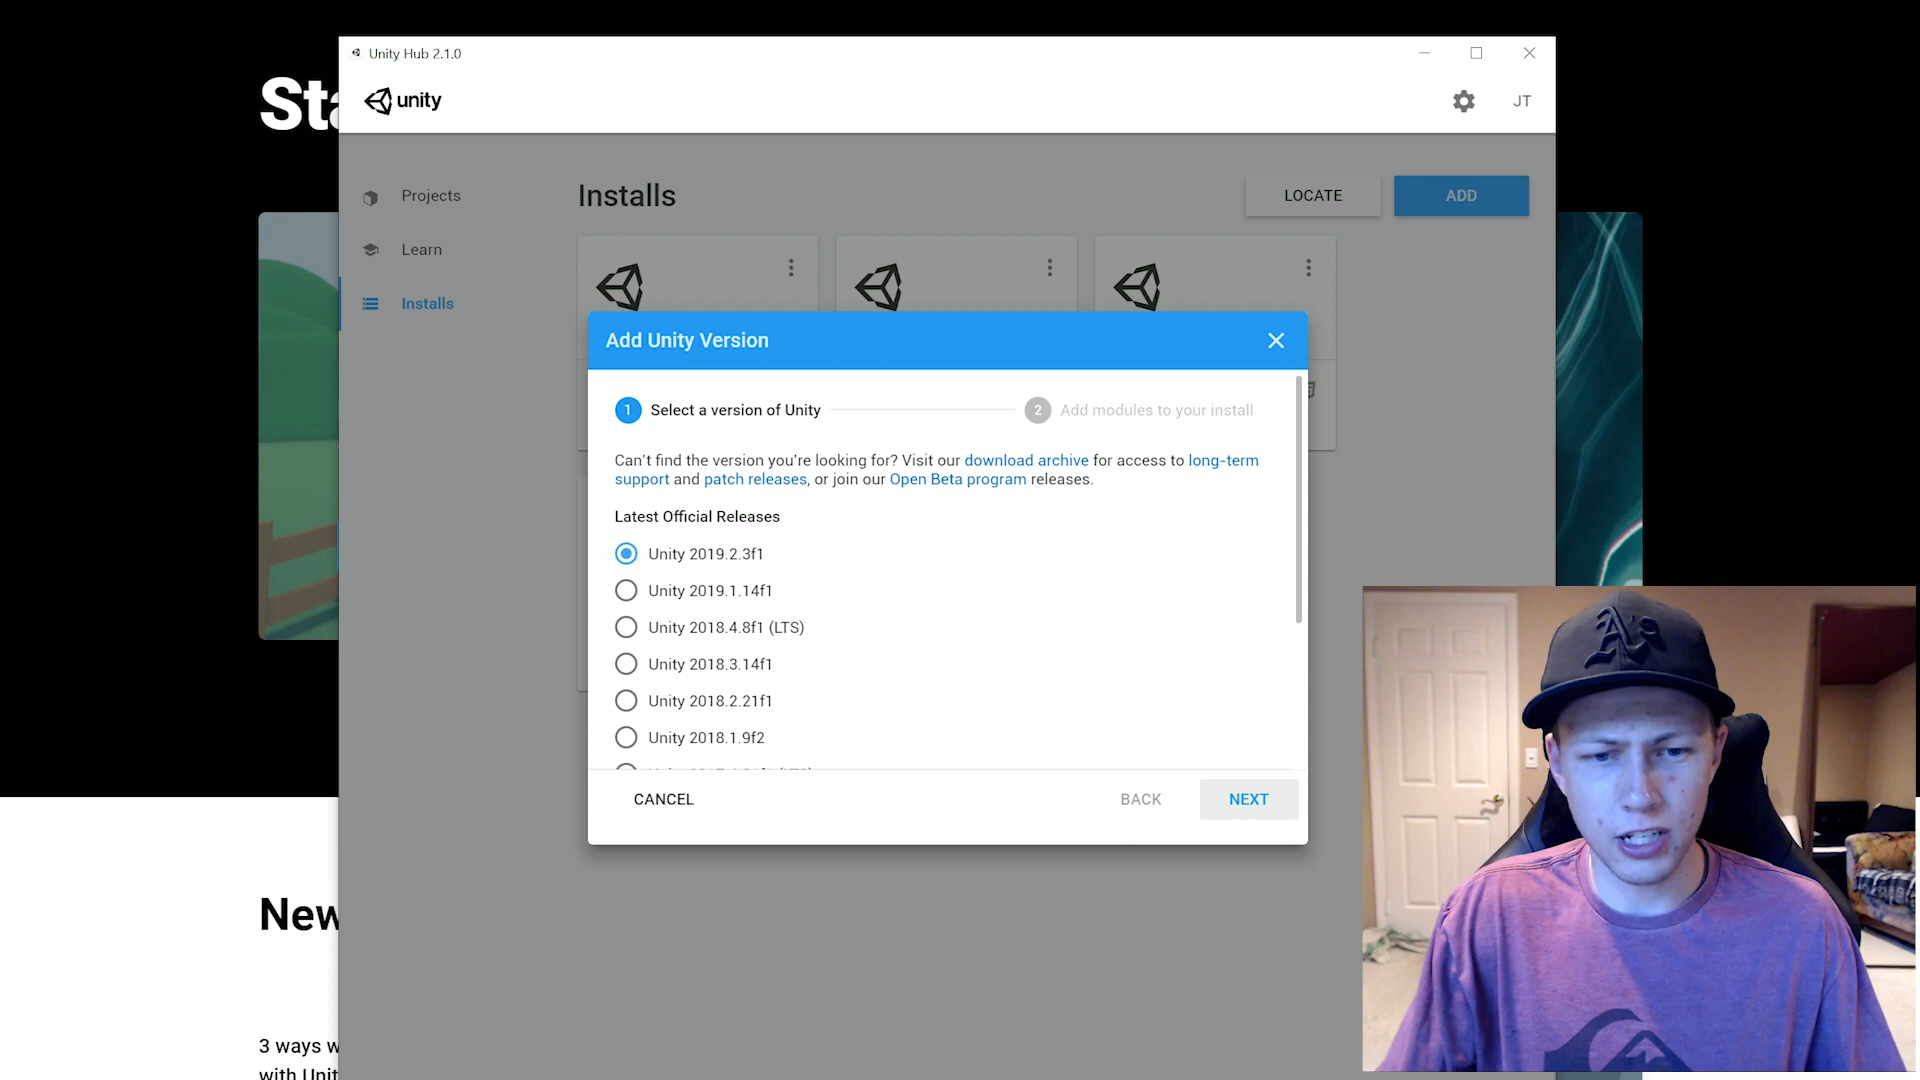 Unity Hub 2.1.0
Sta
unity
JT
Projects
Installs
LOCATE
ADD
Learn
Installs
Add Unity Version
1 Select a version of Unity
2 Add modules to your install
Can't find the version you're looking for? Visit our download archive for access to long-term
support and patch releases, or join our Open Beta program releases.
Latest Official Releases
Unity 2019.2.3f1
Unity 2019.1.14f1
Unity 2018.4.8f1 (LTS)
Unity 2018.3.14f1
Unity 2018.2.21f1
Unity 2018.1.9f2
CANCEL
BACK
NEXT
New
3 ways w
with Unit
A's